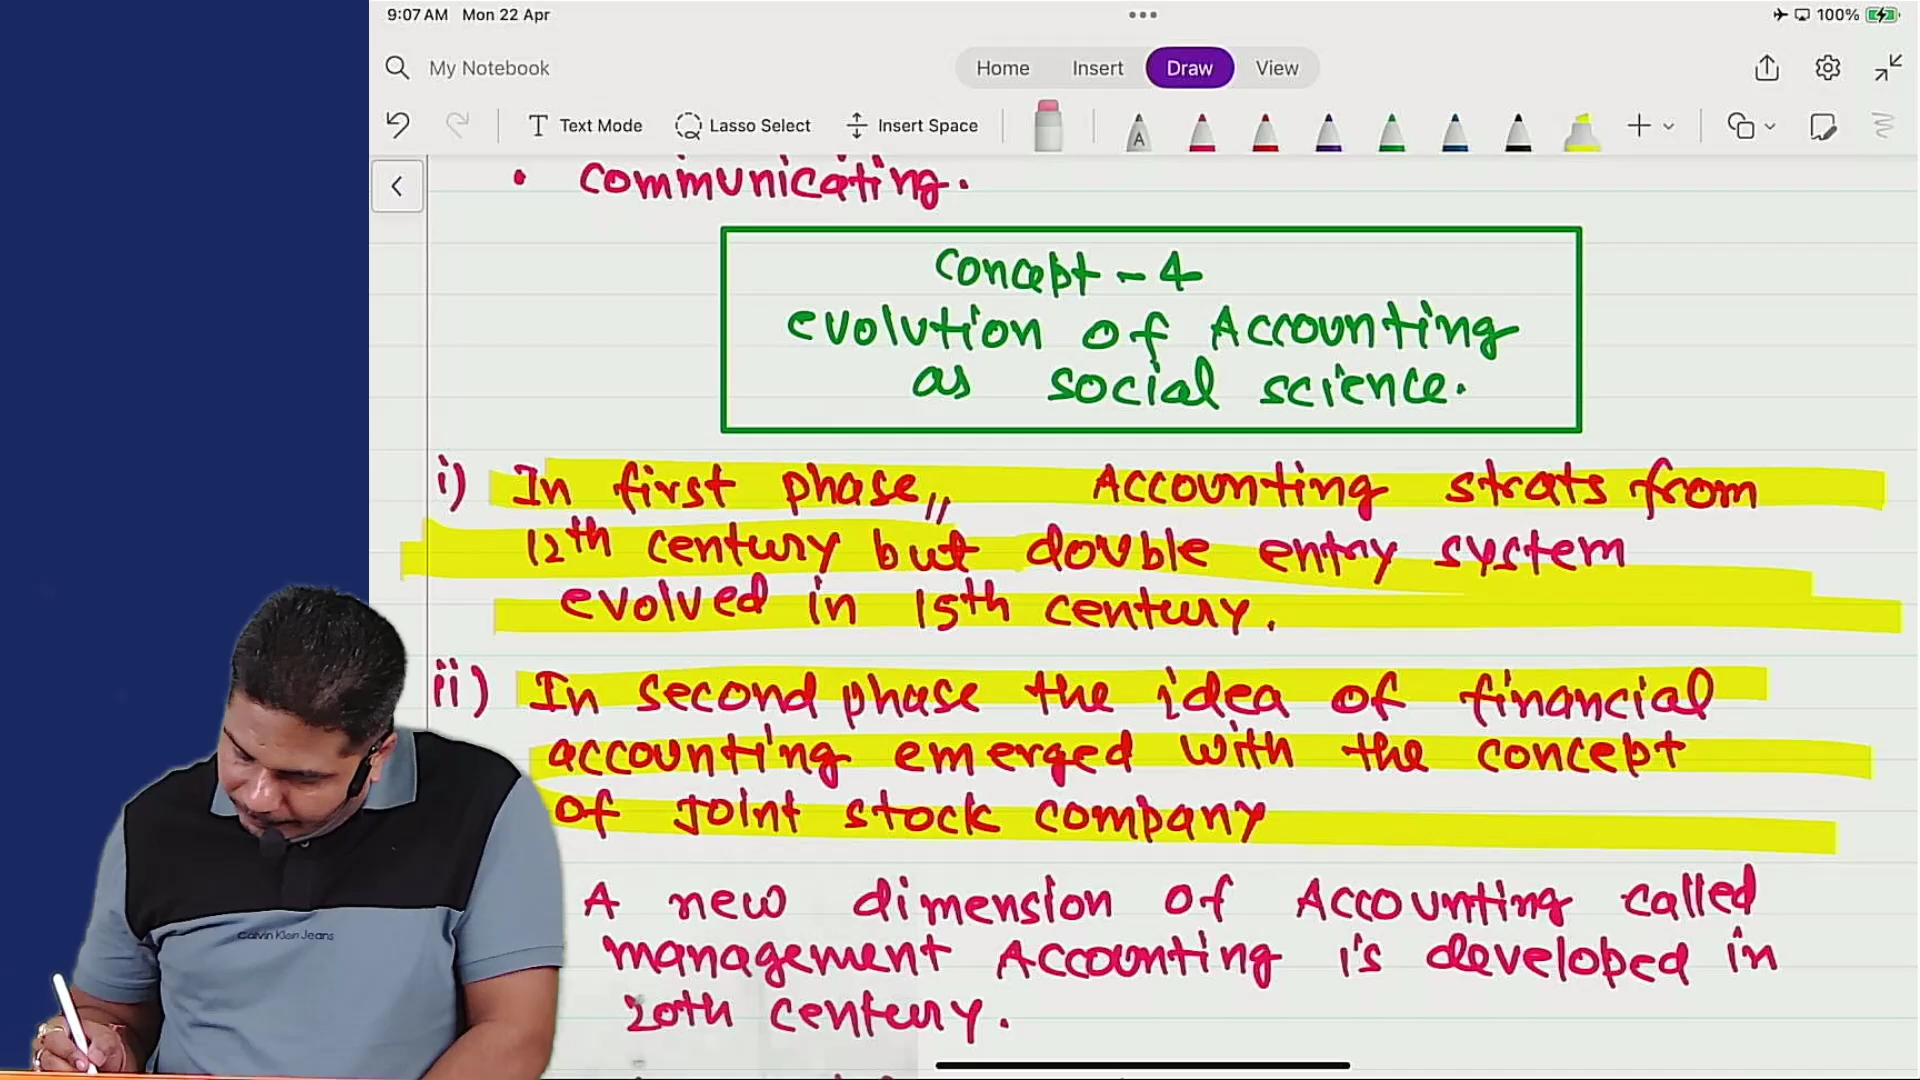 9:07 AM Mon 22 Apr
100%
My Notebook
Home Insert Draw View
Text Mode Lasso Select Insert Space
A
• communicating.
Concept - 4
evolution of Accounting
as social science.
i) In first phase,, Accounting strats from
12th century but double entry system
evolved in 15th century.
ii) In second phase the idea of financial
accounting emerged with the concept
of Joint stock company
A new dimension of Accounting called
management Accounting is developed in
20th century.
Calvin Klein Jeans